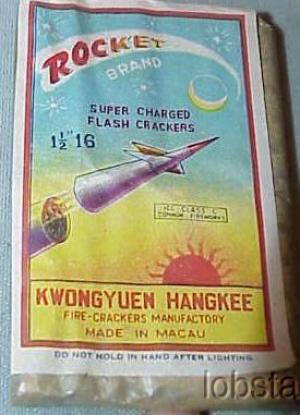 ROCKET
BRAND
SUPER CHARGED
FLASH CRACKERS
1½" 16
ICC CLASS C
COMMON FIREWORKS
KWONGYUEN HANGKEE
FIRE-CRACKERS MANUFACTORY
MADE IN MACAU
DO NOT HOLD IN HAND AFTER LIGHTING
lobsta